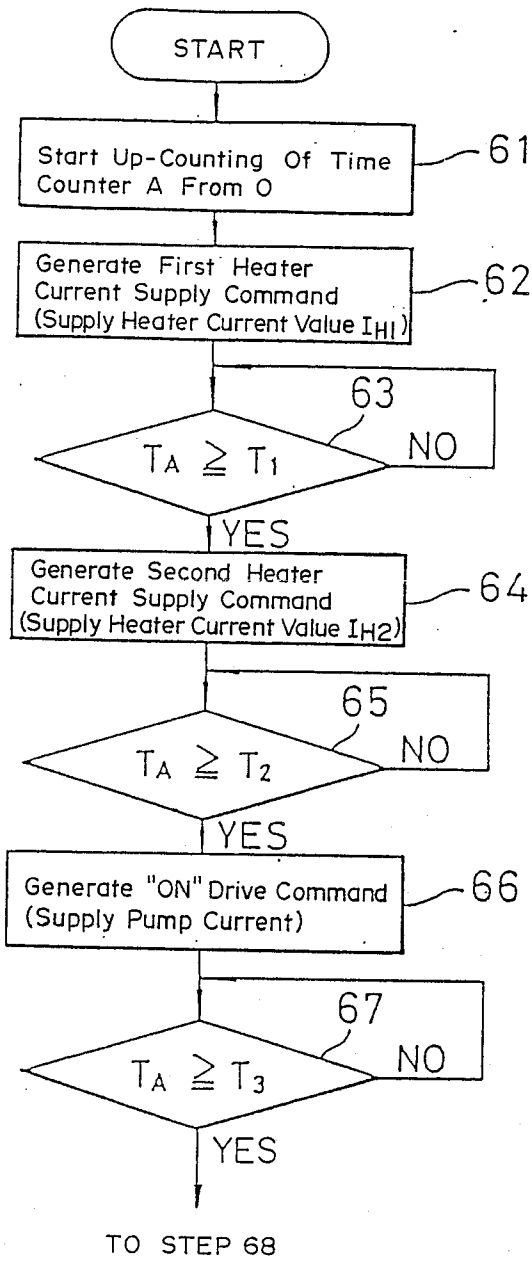 START
Start Up-Counting Of Time
Counter A From 0
61
Generate First Heater
Current Supply Command
(Supply Heater Current Value IH1)
62
63
TA ≧ T1
NO
YES
Generate Second Heater
Current Supply Command
(Supply Heater Current Value IH2)
64
65
TA ≧ T2
NO
YES
Generate "ON" Drive Command
(Supply Pump Current)
66
67
TA ≧ T3
NO
YES
TO STEP 68